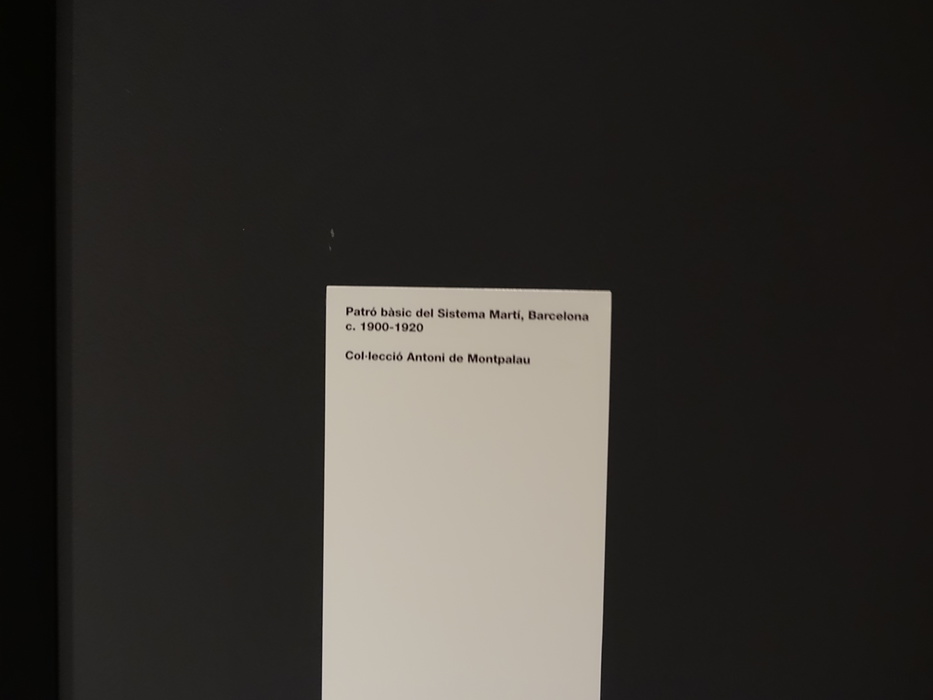 Patró bàsic del Sistema Martí, Barcelona
c. 1900-1920
Col·lecció Antoni de Montpalau